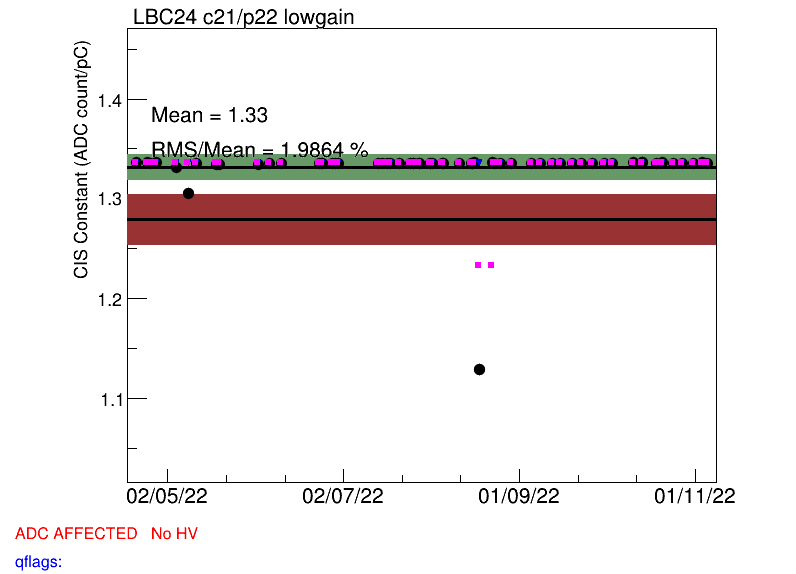 LBC24 c21/p22 lowgain
CIS Constant (ADC count/pC)
1.4
1.3
1.2
1.1
Mean = 1.33
RMS/Mean = 1.9864 %
02/05/22 02/07/22 01/09/22 01/11/22
ADC AFFECTED No HV
qflags: